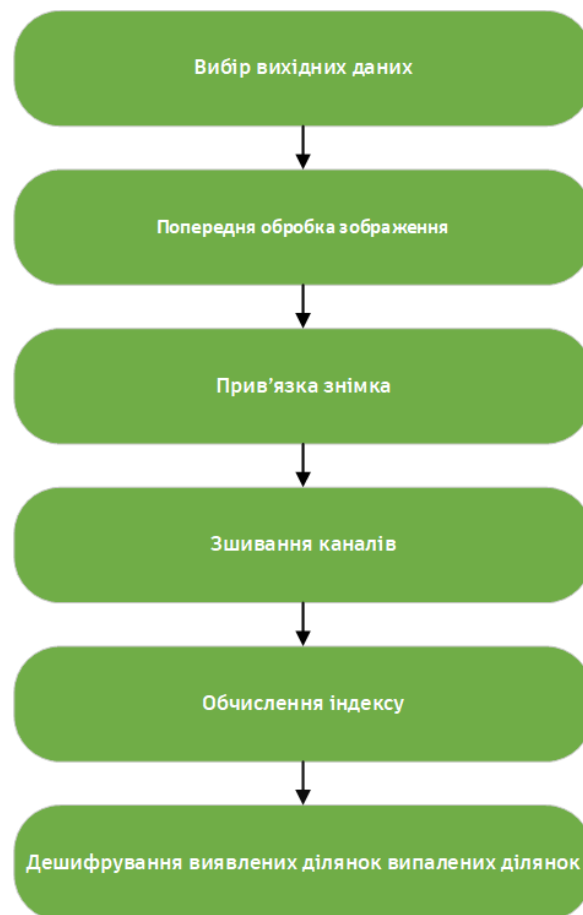 Вибір вихідних даних
Попередня обробка зображення
Прив’язка знімка
Зшивання каналів
Обчислення індексу
Дешифрування виявлених ділянок випалених ділянок